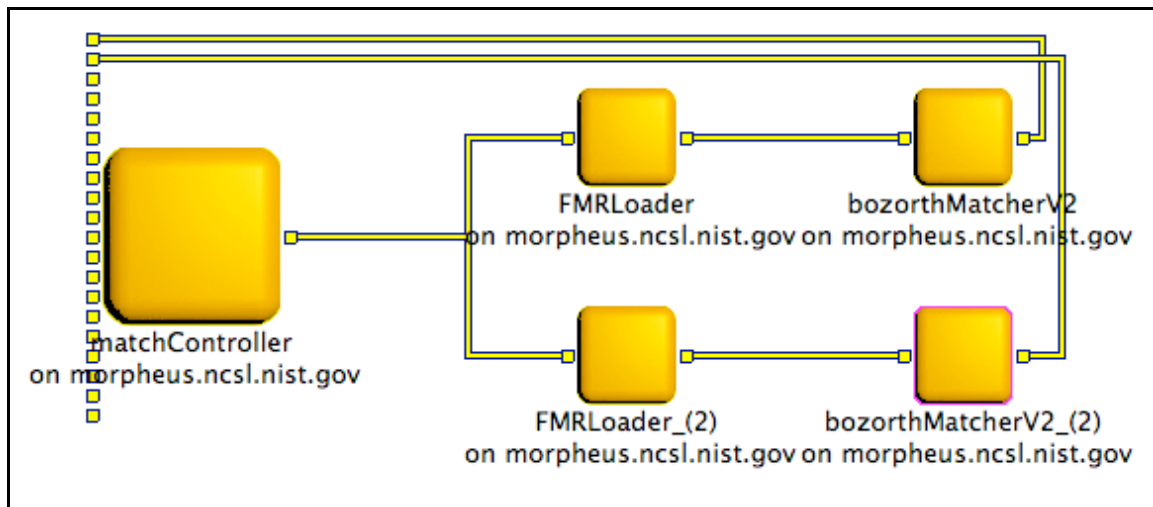 FMRLoader
on morpheus.ncsl.nist.gov
bozorthMatcherV2
on morpheus.ncsl.nist.gov
matchController
on morpheus.ncsl.nist.gov
FMRLoader_(2)
on morpheus.ncsl.nist.gov
bozorthMatcherV2_(2)
on morpheus.ncsl.nist.gov